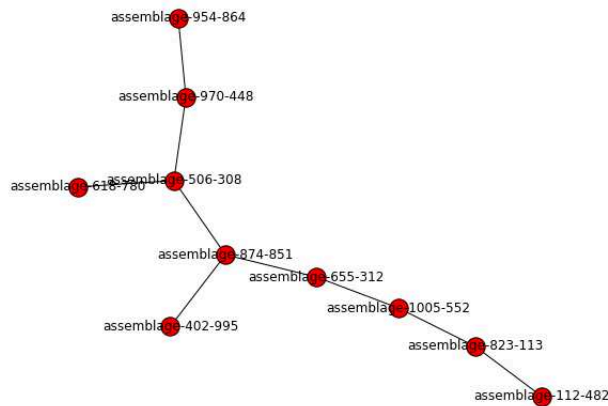 assemblage-954-864
assemblage-970-448
assemblage-506-308
assemblage-618-780
assemblage-874-851
assemblage-655-312
assemblage-1005-552
assemblage-402-995
assemblage-823-113
assemblage-112-482